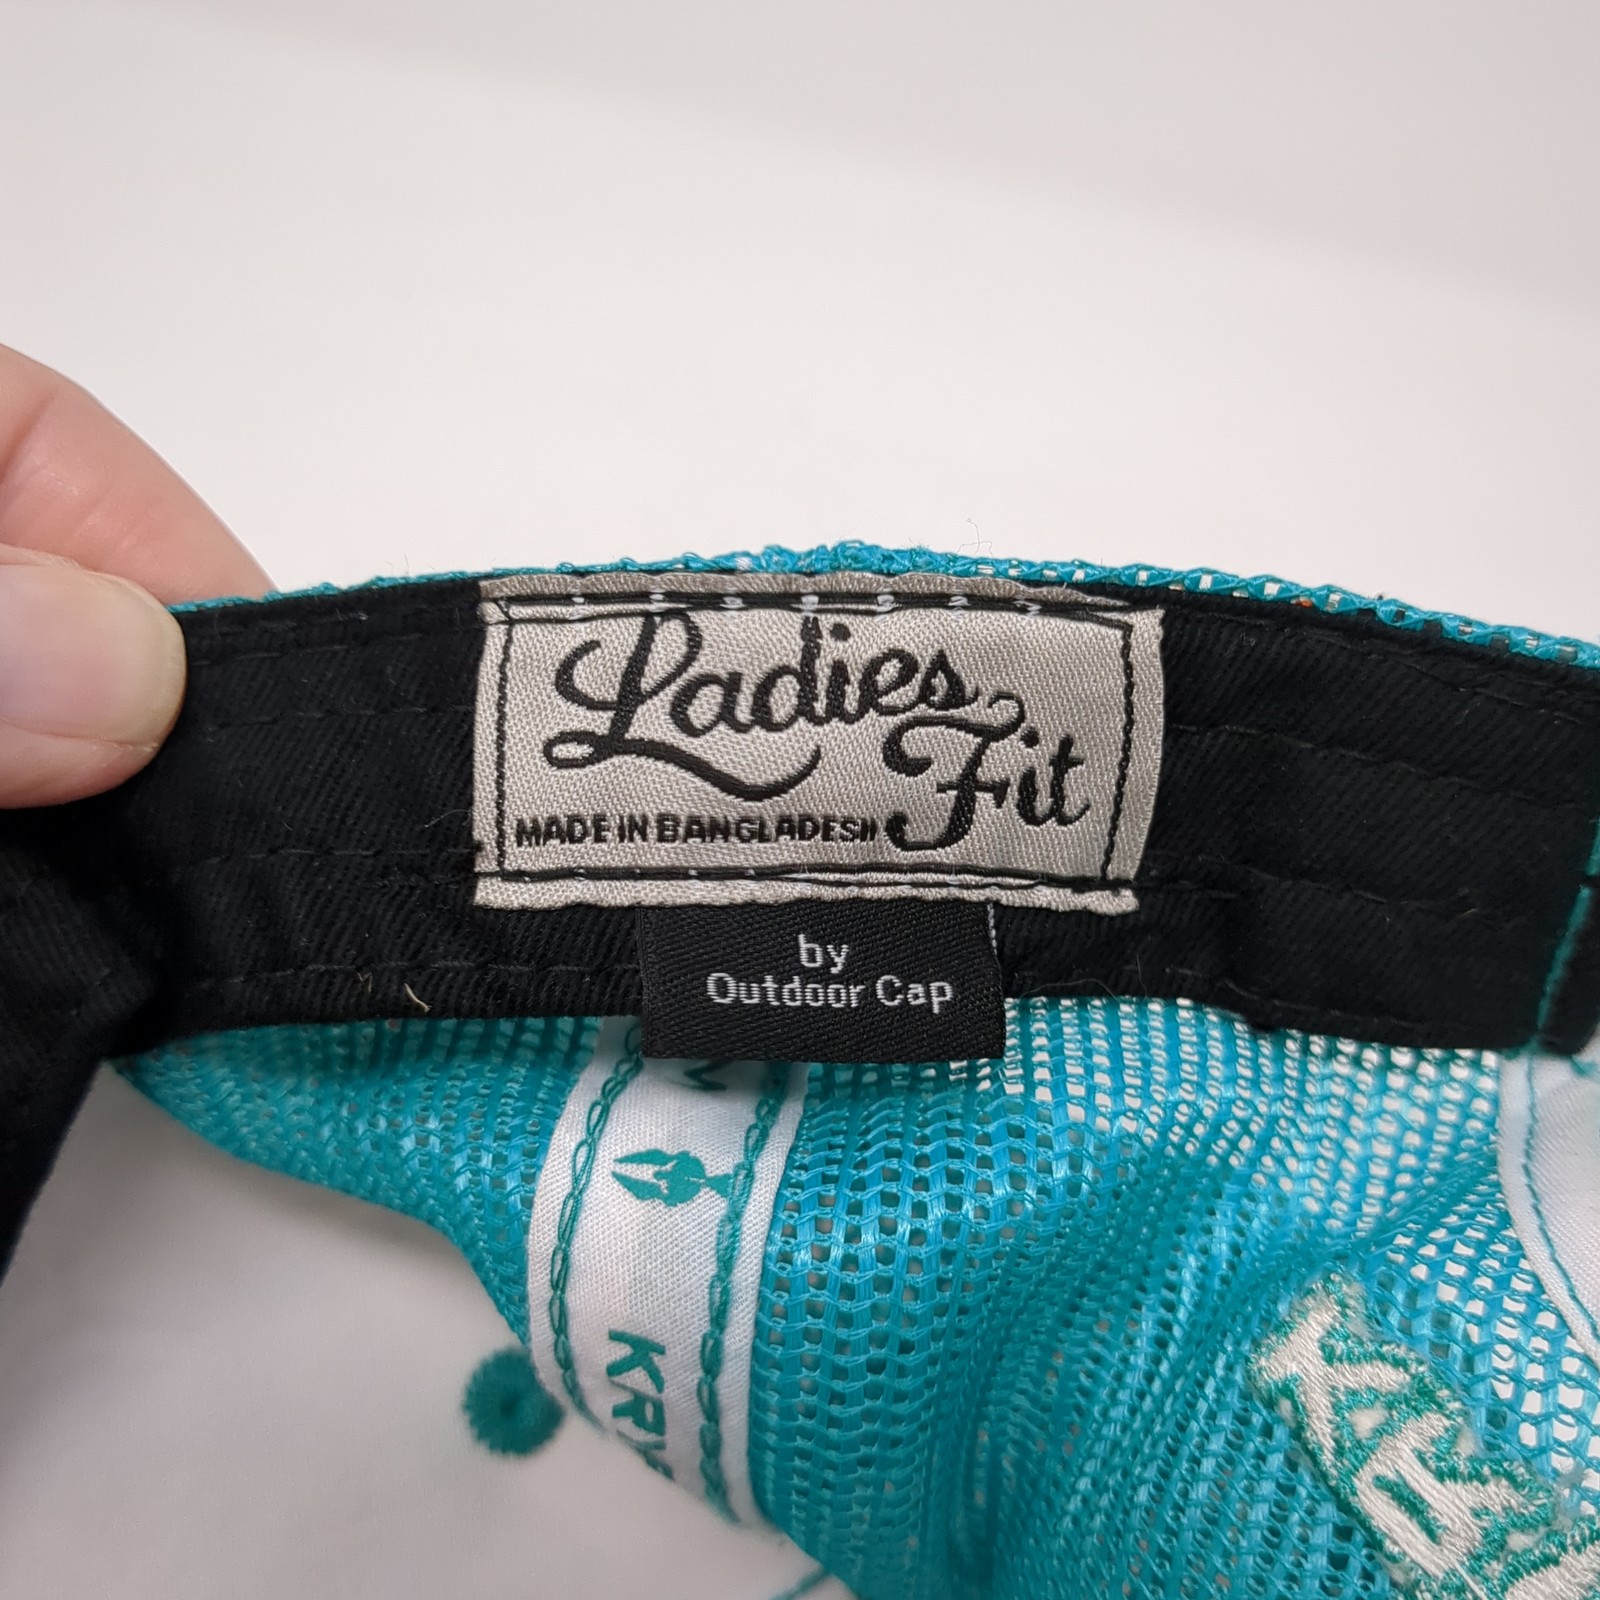 Ladies
Fit
MADE IN BANGLADESH
by
Outdoor Cap